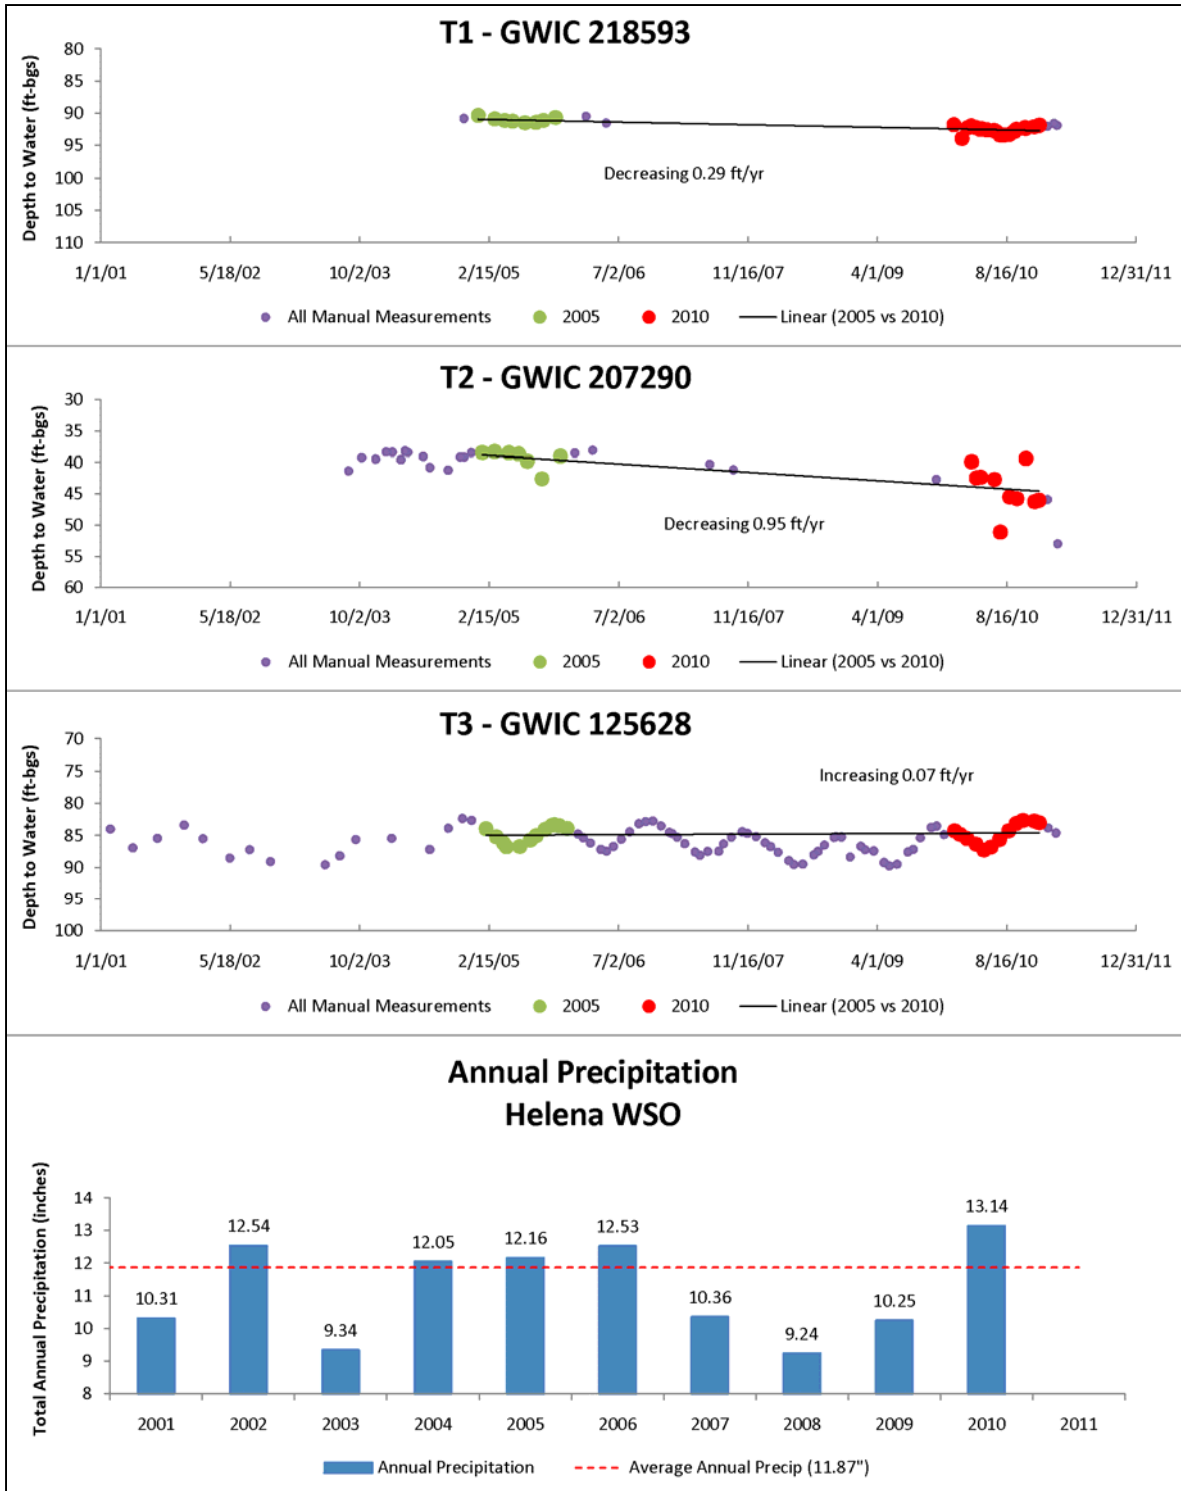 T1 - GWIC 218593
Depth to Water (ft-bgs)
80
85
90
95
100
105
110
Decreasing 0.29 ft/yr
1/1/01 5/18/02 10/2/03 2/15/05 7/2/06 11/16/07 4/1/09 8/16/10 12/31/11
All Manual Measurements 2005 2010 Linear (2005 vs 2010)
T2 - GWIC 207290
Depth to Water (ft-bgs)
30
35
40
45
50
55
60
Decreasing 0.95 ft/yr
1/1/01 5/18/02 10/2/03 2/15/05 7/2/06 11/16/07 4/1/09 8/16/10 12/31/11
All Manual Measurements 2005 2010 Linear (2005 vs 2010)
T3 - GWIC 125628
Depth to Water (ft-bgs)
70
75
80
85
90
95
100
Increasing 0.07 ft/yr
1/1/01 5/18/02 10/2/03 2/15/05 7/2/06 11/16/07 4/1/09 8/16/10 12/31/11
All Manual Measurements 2005 2010 Linear (2005 vs 2010)
Annual Precipitation
Helena WSO
Total Annual Precipitation (inches)
14
13
12
11
10
9
8
10.31 12.54 9.34 12.05 12.16 12.53 10.36 9.24 10.25 13.14
2001 2002 2003 2004 2005 2006 2007 2008 2009 2010 2011
Annual Precipitation Average Annual Precip (11.87")